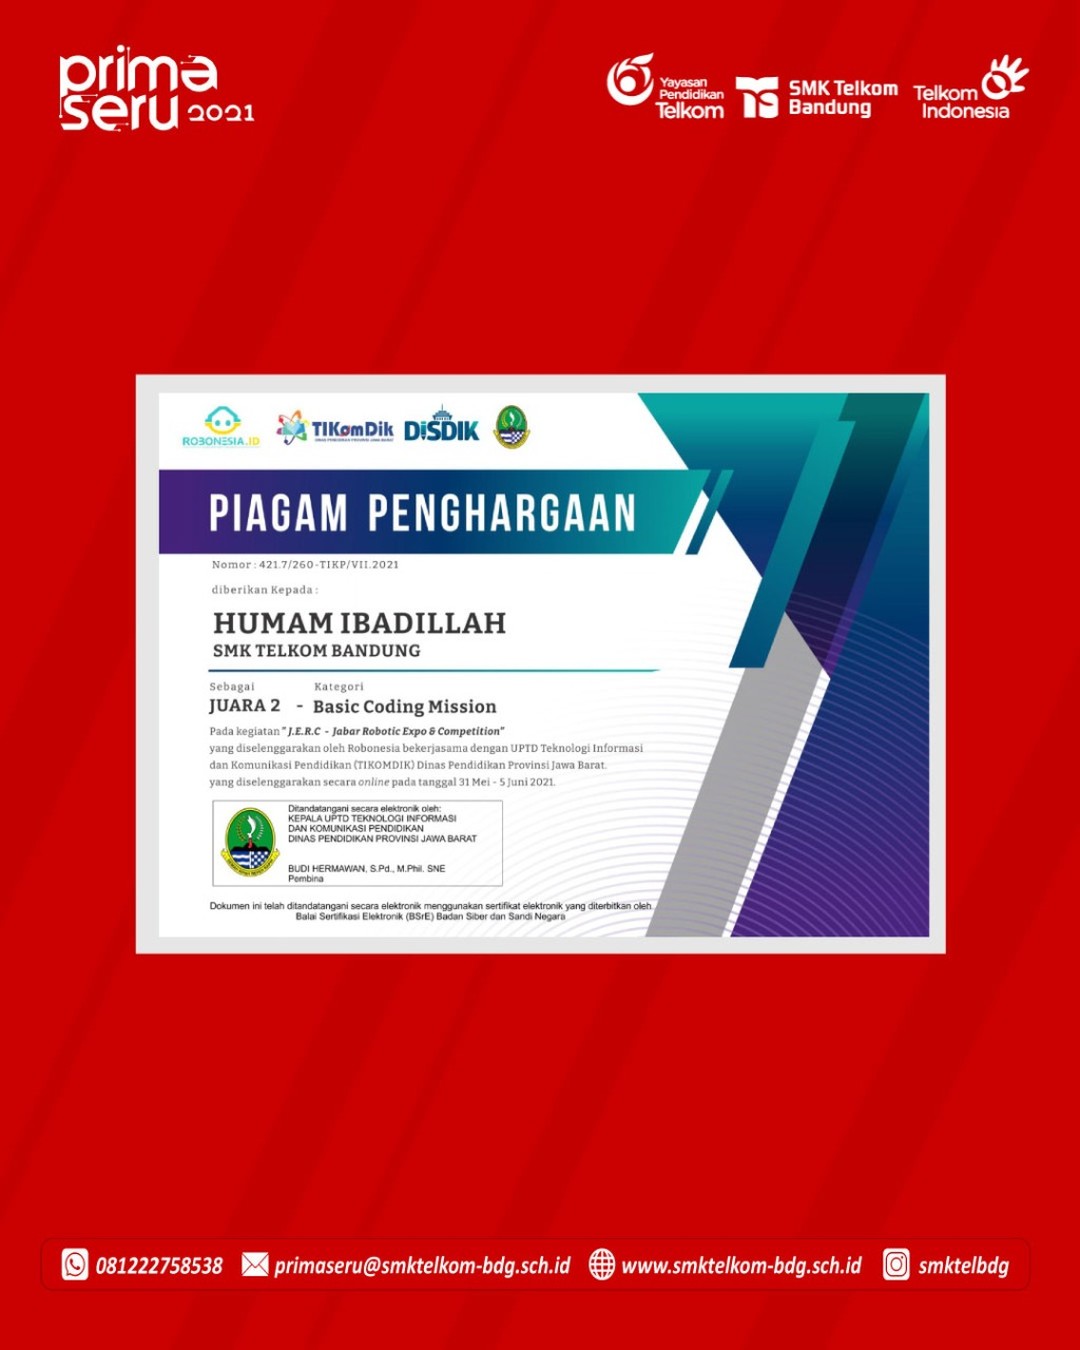 prima
seru 2021
Yayasan
Pendidikan
Telkom
SMK Telkom
Bandung
Telkom
Indonesia
ROBONESIA.ID
TIKomDik
DINAS PENDIDIKAN PROVINSI JAWA BARAT
DISDIK
PIAGAM PENGHARGAAN
Nomor : 421.7/260-TIKP/VII.2021
diberikan Kepada :
HUMAM IBADILLAH
SMK TELKOM BANDUNG
Sebagai Kategori
JUARA 2 - Basic Coding Mission
Pada kegiatan " J.E.R.C - Jabar Robotic Expo & Competition"
yang diselenggarakan oleh Robonesia bekerjasama dengan UPTD Teknologi Informasi
dan Komunikasi Pendidikan (TIKOMDIK) Dinas Pendidikan Provinsi Jawa Barat.
yang diselenggarakan secara online pada tanggal 31 Mei - 5 Juni 2021.
Ditandatangani secara elektronik oleh:
KEPALA UPTD TEKNOLOGI INFORMASI
DAN KOMUNIKASI PENDIDIKAN
DINAS PENDIDIKAN PROVINSI JAWA BARAT
BUDI HERMAWAN, S.Pd., M.Phil. SNE
Pembina
Dokumen ini telah ditandatangani secara elektronik menggunakan sertifikat elektronik yang diterbitkan oleh
Balai Sertifikasi Elektronik (BSrE) Badan Siber dan Sandi Negara
081222758538 primaseru@smktelkom-bdg.sch.id www.smktelkom-bdg.sch.id smktelbdg